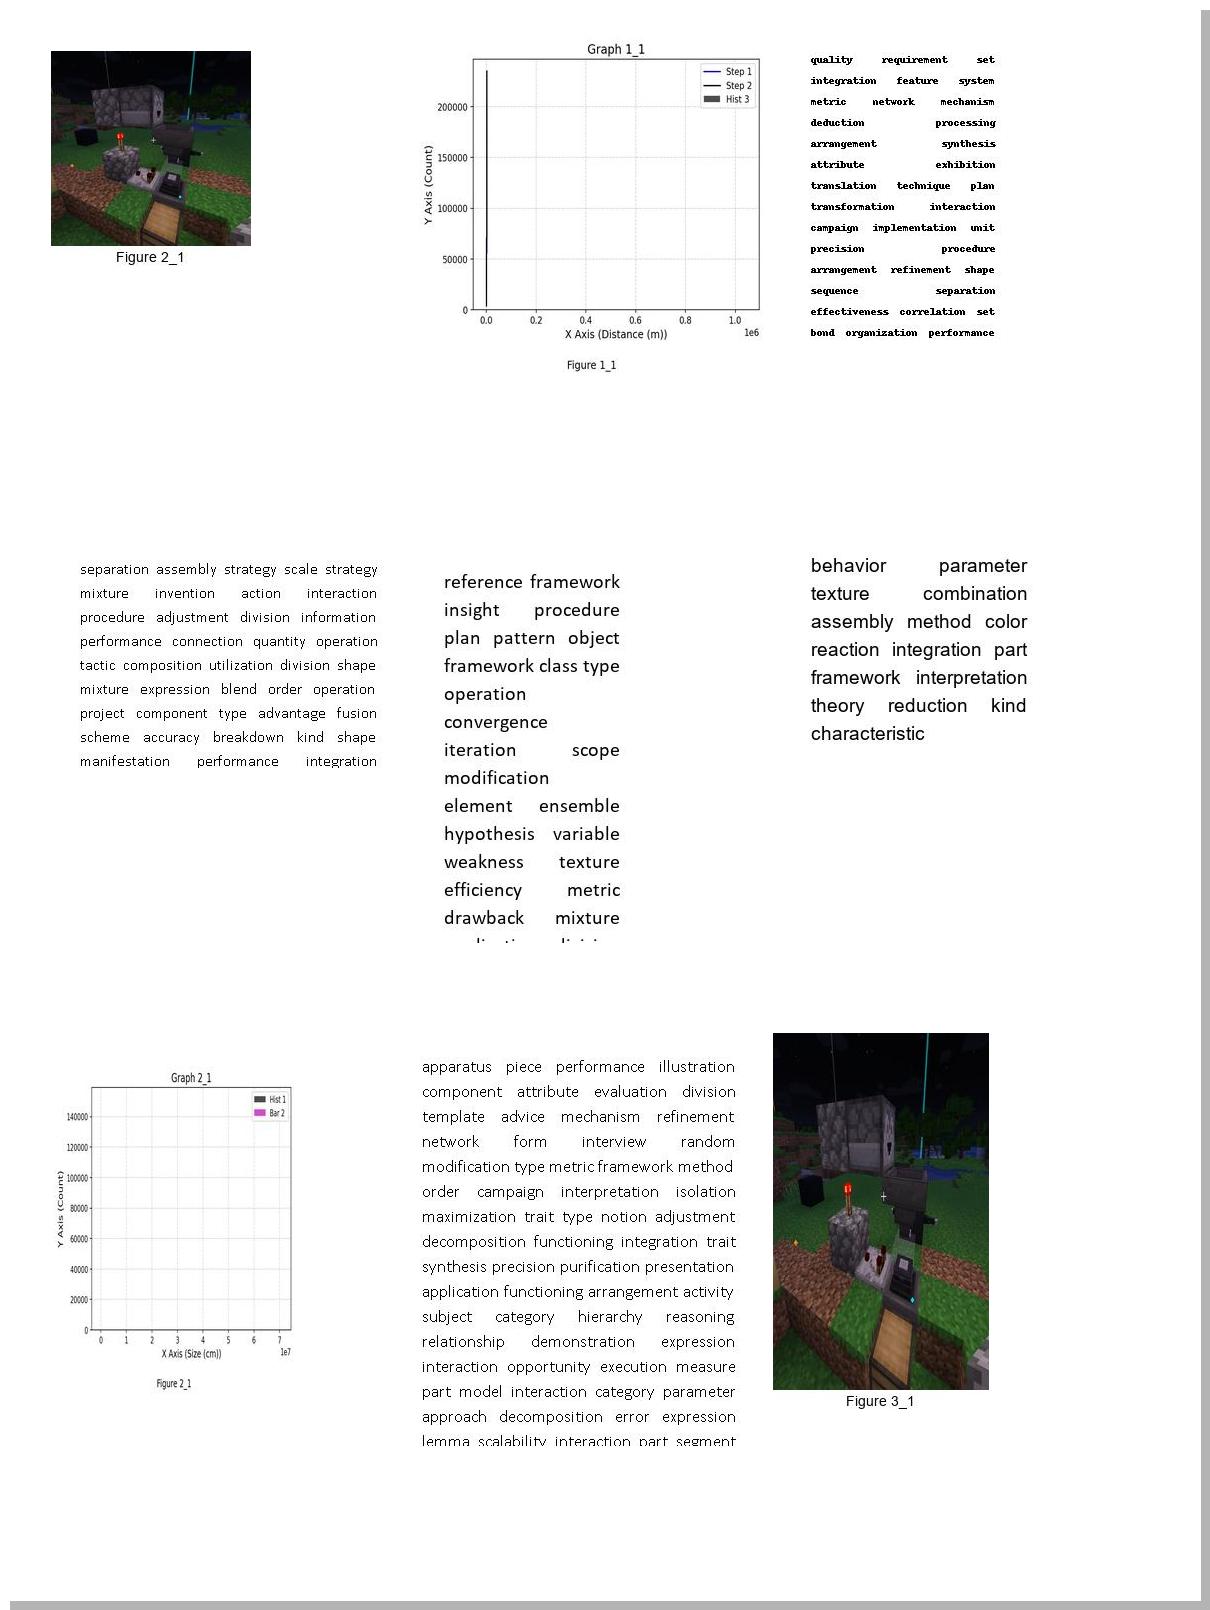 Figure 2_1
Graph 1_1
Step 1
Step 2
Hist 3
Y Axis (Count)
200000
150000
100000
50000
0
0.0 0.2 0.4 0.6 0.8 1.0
1e6
X Axis (Distance (m))
Figure 1_1
quality requirement set
integration feature system
metric network mechanism
deduction processing
arrangement synthesis
attribute exhibition
translation technique plan
transformation interaction
campaign implementation unit
precision procedure
arrangement refinement shape
sequence separation
effectiveness correlation set
bond organization performance
separation assembly strategy scale strategy
mixture invention action interaction
procedure adjustment division information
performance connection quantity operation
tactic composition utilization division shape
mixture expression blend order operation
project component type advantage fusion
scheme accuracy breakdown kind shape
manifestation performance integration
reference framework
insight procedure
plan pattern object
framework class type
operation
convergence
iteration scope
modification
element ensemble
hypothesis variable
weakness texture
efficiency metric
drawback mixture
behavior parameter
texture combination
assembly method color
reaction integration part
framework interpretation
theory reduction kind
characteristic
Graph 2_1
Hist 1
Bar 2
Y Axis (Count)
140000
120000
100000
80000
60000
40000
20000
0
0 1 2 3 4 5 6 7
1e7
X Axis (Size (cm))
Figure 2_1
apparatus piece performance illustration
component attribute evaluation division
template advice mechanism refinement
network form interview random
modification type metric framework method
order campaign interpretation isolation
maximization trait type notion adjustment
decomposition functioning integration trait
synthesis precision purification presentation
application functioning arrangement activity
subject category hierarchy reasoning
relationship demonstration expression
interaction opportunity execution measure
part model interaction category parameter
approach decomposition error expression
lemma scalability interaction part segment
Figure 3_1